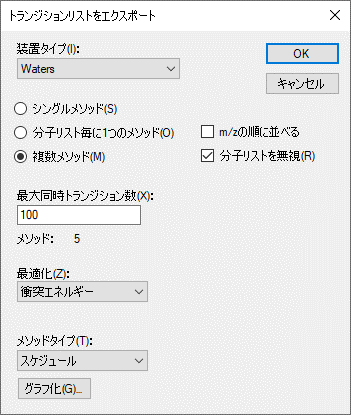 トランジションリストをエクスポート
装置タイプ(I):
Waters
OK
キャンセル
シングルメソッド(S)
分子リスト毎に1つのメソッド(O)
m/zの順に並べる
複数メソッド(M)
分子リストを無視(R)
最大同時トランジション数(X):
100
メソッド: 5
最適化(Z):
衝突エネルギー
メソッドタイプ(T):
スケジュール
グラフ化(G)...